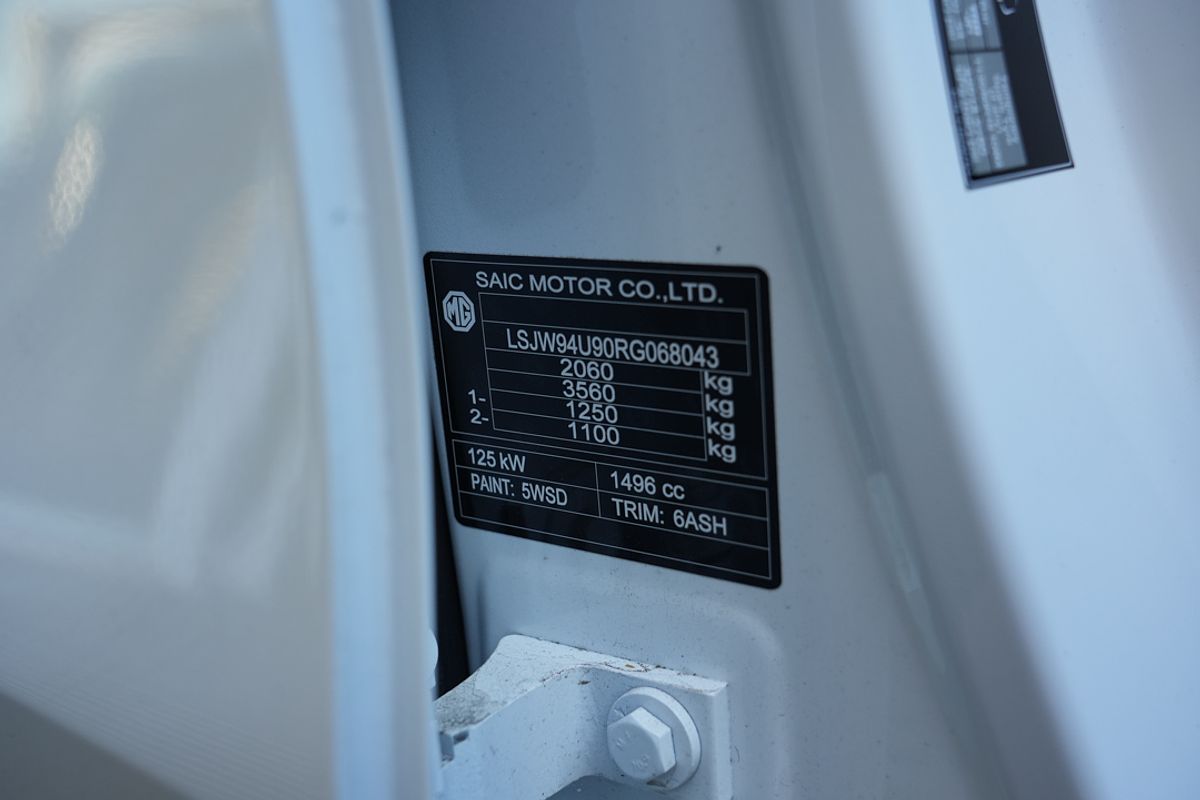 SAIC MOTOR CO.,LTD.
MG
LSJW94U90RG068043
2060 kg
3560 kg
1- 1250 kg
2- 1100 kg
125 kW
1496 cc
PAINT: 5WSD
TRIM: 6ASH